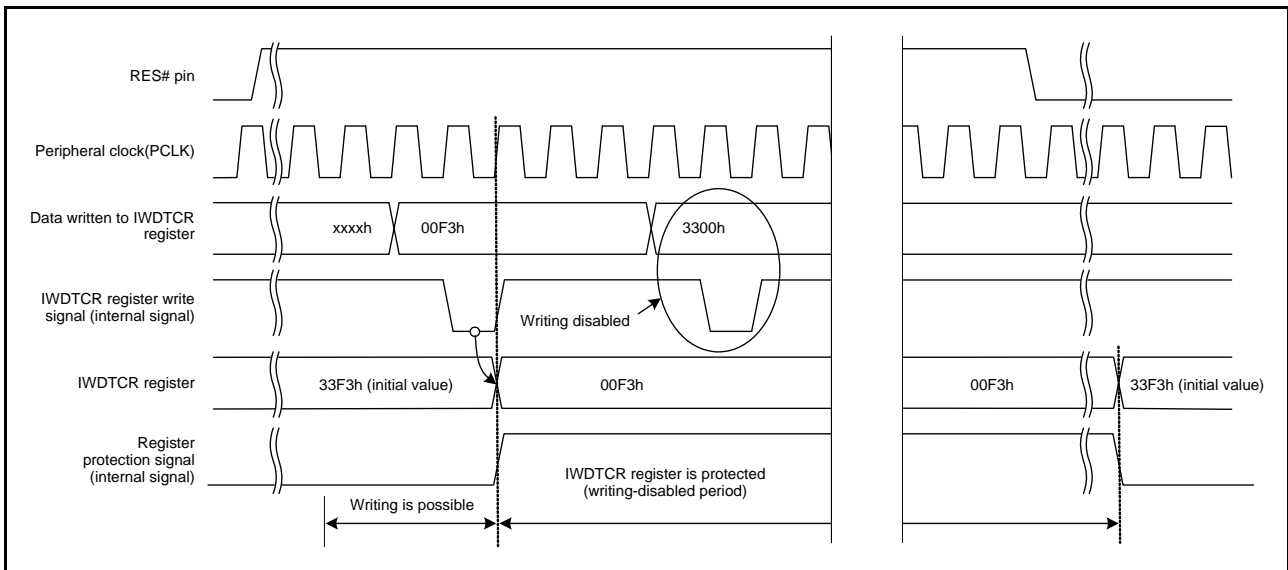 RES# pin
Peripheral clock(PCLK)
Data written to IWDTCR
register
xxxxh
00F3h
3300h
IWDTCR register write
signal (internal signal)
Writing disabled
IWDTCR register
33F3h (initial value)
00F3h
00F3h
33F3h (initial value)
Register
protection signal
(internal signal)
IWDTCR register is protected
(writing-disabled period)
Writing is possible